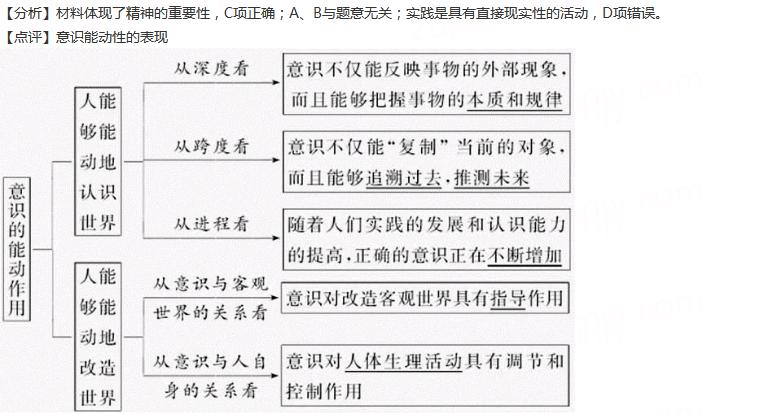 【分析】材料体现了精神的重要性，C项正确；A、B与题意无关；实践是具有直接现实性的活动，D项错误。
【点评】意识能动性的表现
意识的能动作用
人能
够能
动地
认识
世界
从深度看
意识不仅能反映事物的外部现象，
而且能够把握事物的本质和规律
从跨度看
意识不仅能“复制”当前的对象，
而且能够追溯过去，推测未来
从进程看
随着人们实践的发展和认识能力
的提高，正确的意识正在不断增加
人能
够能
动地
改造
世界
从意识与客观
世界的关系看
意识对改造客观世界具有指导作用
从意识与人自
身的关系看
意识对人体生理活动具有调节和
控制作用